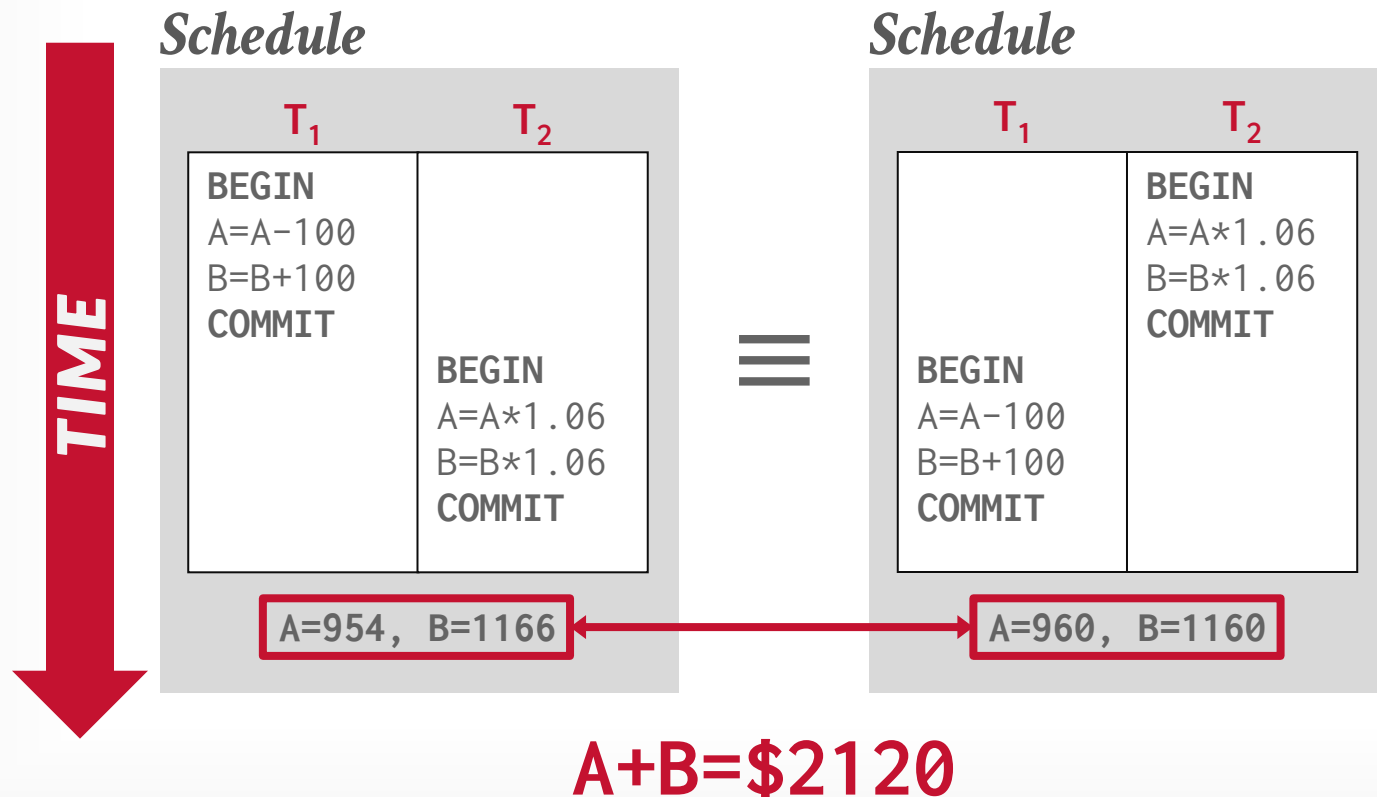 Schedule
T1 T2
BEGIN
A=A-100
B=B+100
COMMIT
BEGIN
A=A*1.06
B=B*1.06
COMMIT
A=954, B=1166
TIME
≡
Schedule
T1 T2
BEGIN
A=A*1.06
B=B*1.06
COMMIT
BEGIN
A=A-100
B=B+100
COMMIT
A=960, B=1160
A+B=$2120